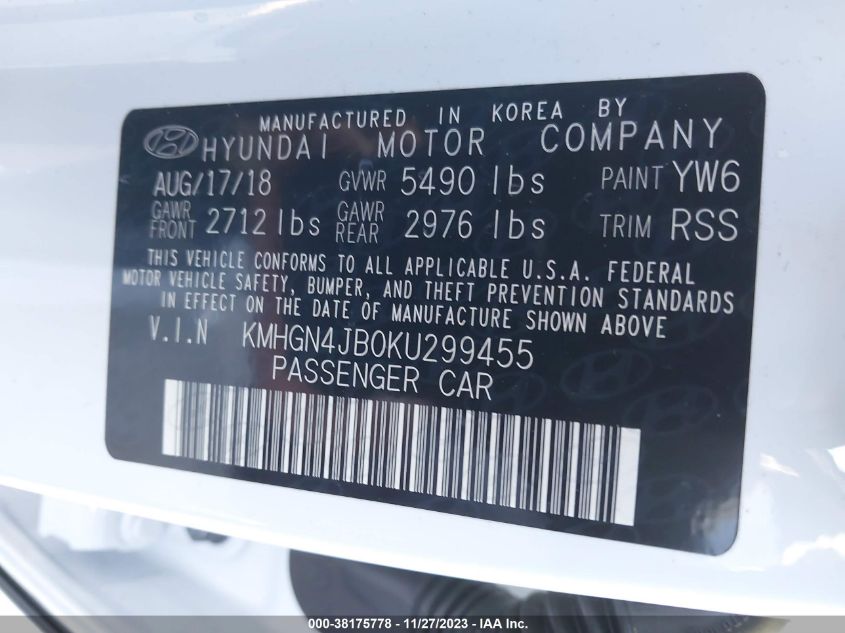 MANUFACTURED IN KOREA BY
HYUNDAI MOTOR COMPANY
AUG/17/18 GVWR 5490 lbs PAINT YW6
GAWR FRONT 2712 lbs GAWR REAR 2976 lbs TRIM RSS
THIS VEHICLE CONFORMS TO ALL APPLICABLE U.S.A. FEDERAL
MOTOR VEHICLE SAFETY, BUMPER, AND THEFT PREVENTION STANDARDS
IN EFFECT ON THE DATE OF MANUFACTURE SHOWN ABOVE
V.I.N KMHGN4JB0KU299455
PASSENGER CAR
000-38175778 - 11/27/2023 - IAA Inc.